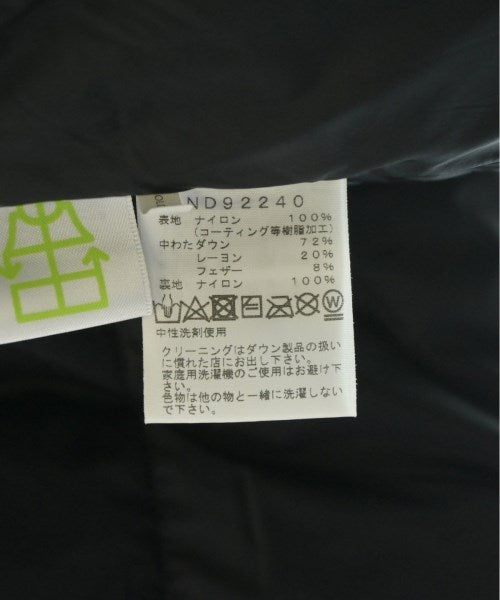 ND92240
表地 ナイロン 100%
(コーティング等樹脂加工)
中わたダウン 72%
レーヨン 20%
フェザー 8%
裏地 ナイロン 100%
中性洗剤使用
クリーニングはダウン製品の扱い
に慣れた店にお出し下さい。
家庭用洗濯機のご使用はお避け下
さい。
色物は他の物と一緒に洗濯しない
で下さい。